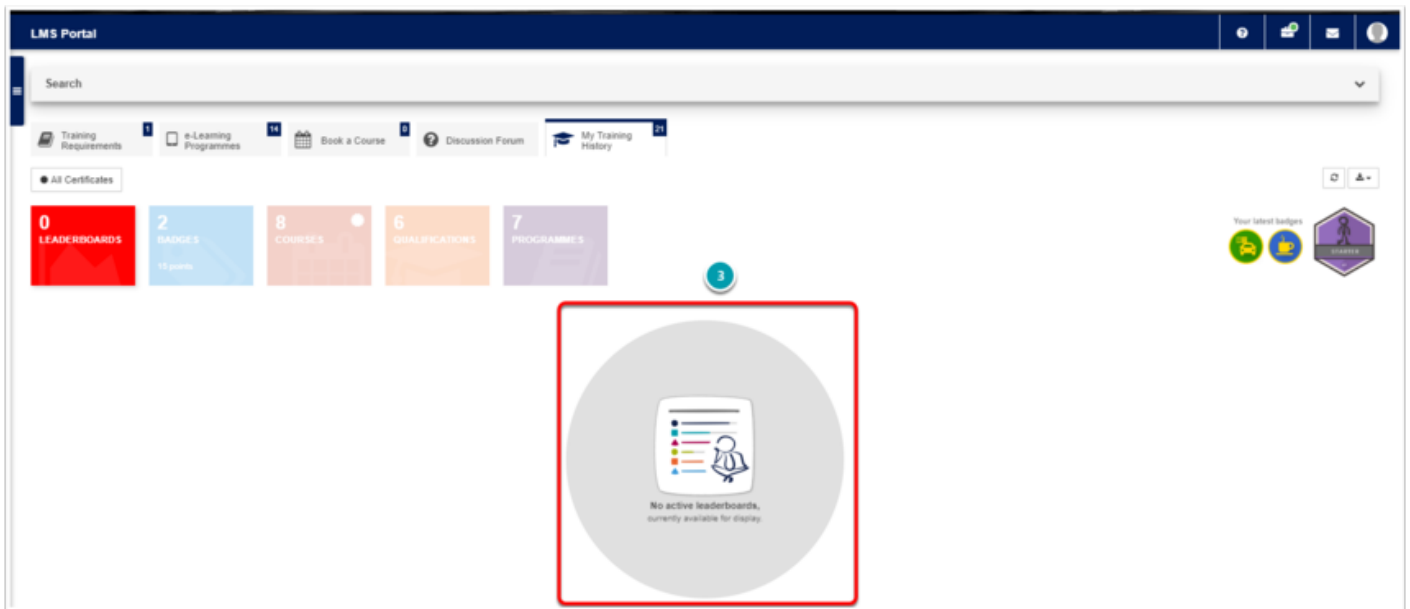 LMS Portal
Search
Training
Requirements
1
e-Learning
Programmes
14
Book a Course
0
Discussion Forum
My Training
History
21
All Certificates
0
LEADERBOARDS
2
BADGES
15 points
8
COURSES
6
QUALIFICATIONS
7
PROGRAMMES
Your latest badges
STARTER
3
No active leaderboards,
currently available for display.